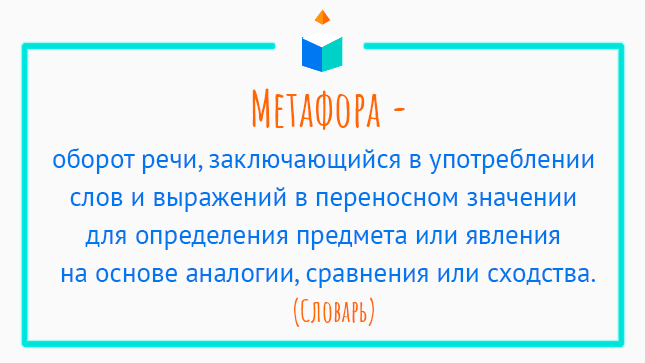 Метафора -
оборот речи, заключающийся в употреблении
слов и выражений в переносном значении
для определения предмета или явления
на основе аналогии, сравнения или сходства.
(Словарь)